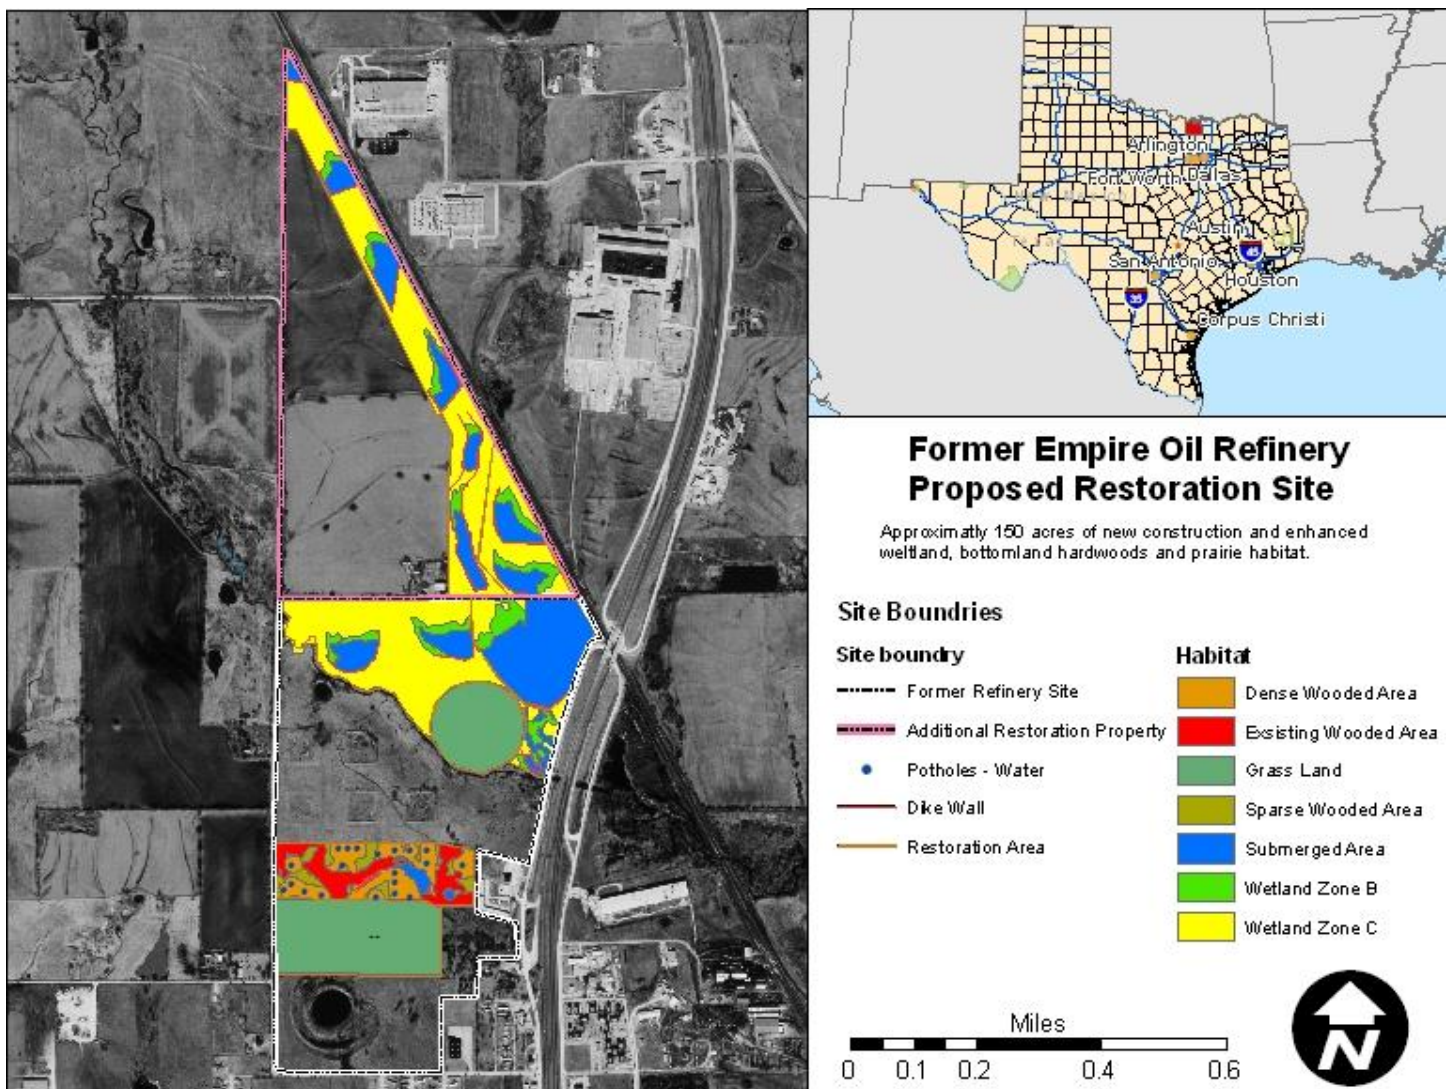 Arlington
Fort Worth
Dallas
Austin
San Antonio
45
Houston
35
Corpus Christi
Former Empire Oil Refinery
Proposed Restoration Site
Approximatly 150 acres of new construction and enhanced
weltland, bottomland hardwoods and prairie habitat.
Site Boundries
Site boundry
Former Refinery Site
Additional Restoration Property
Potholes - Water
Dike Wall
Restoration Area
Habitat
Dense Wooded Area
Exsisting Wooded Area
Grass Land
Sparse Wooded Area
Submerged Area
Wetland Zone B
Wetland Zone C
Miles
0 0.1 0.2 0.4 0.6
N